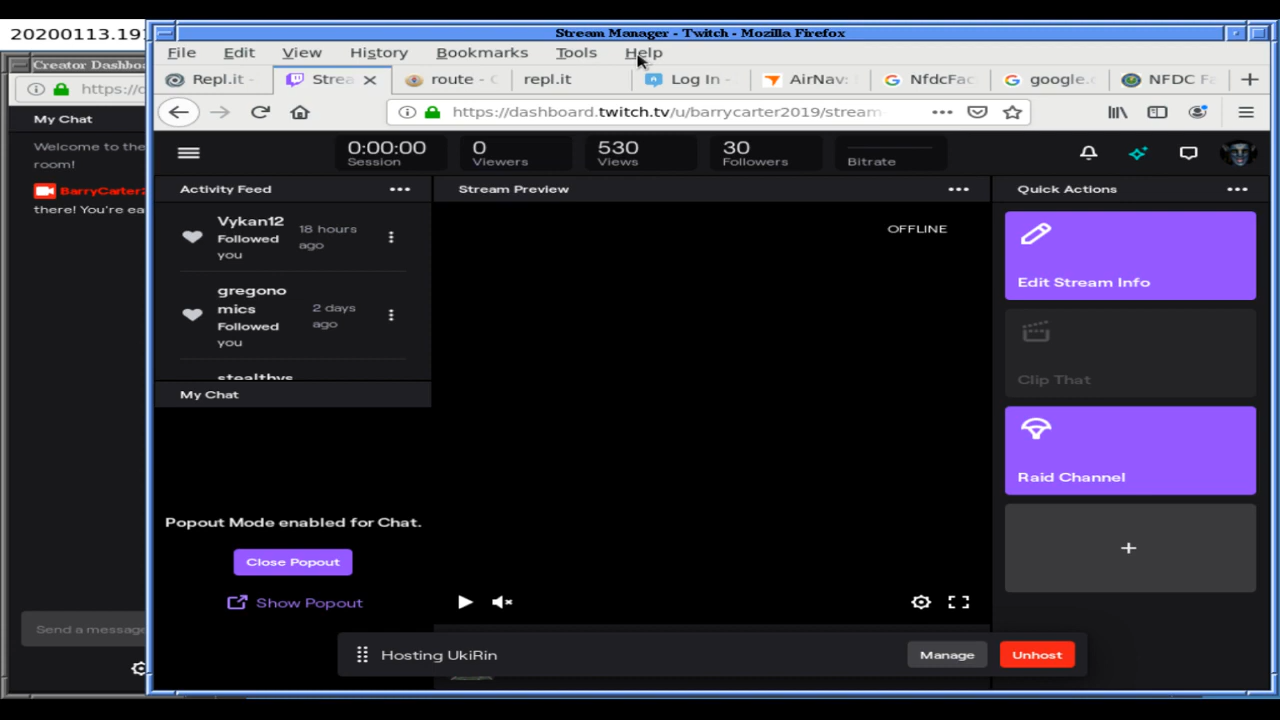 20200113.191
Creator Dashbo
https://d
My Chat
Welcome to the
room!
BarryCarter2
there! You're ea
Send a message
Stream Manager - Twitch - Mozilla Firefox
File Edit View History Bookmarks Tools Help
Repl.it - Strea route - C repl.it Log In - AirNav: NfdcFac google.c NFDC Fa
https://dashboard.twitch.tv/u/barrycarter2019/stream
0:00:00 0 530 30
Session Viewers Views Followers Bitrate
Activity Feed
Vykan12
Followed
you
18 hours
ago
gregono
mics
Followed
you
2 days
ago
stealthys
My Chat
Popout Mode enabled for Chat.
Close Popout
Show Popout
Stream Preview
OFFLINE
Quick Actions
Edit Stream Info
Clip That
Raid Channel
Hosting UkiRin
Manage
Unhost